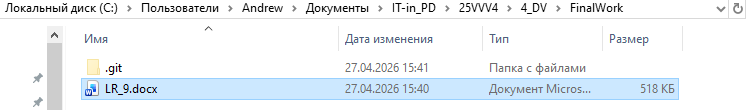 Локальный диск (C:) > Пользователи > Andrew > Документы > IT-in_PD > 25VVV4 > 4_DV > FinalWork
Имя Дата изменения Тип Размер
.git 27.04.2026 15:41 Папка с файлами
LR_9.docx 27.04.2026 15:40 Документ Micros... 518 КБ